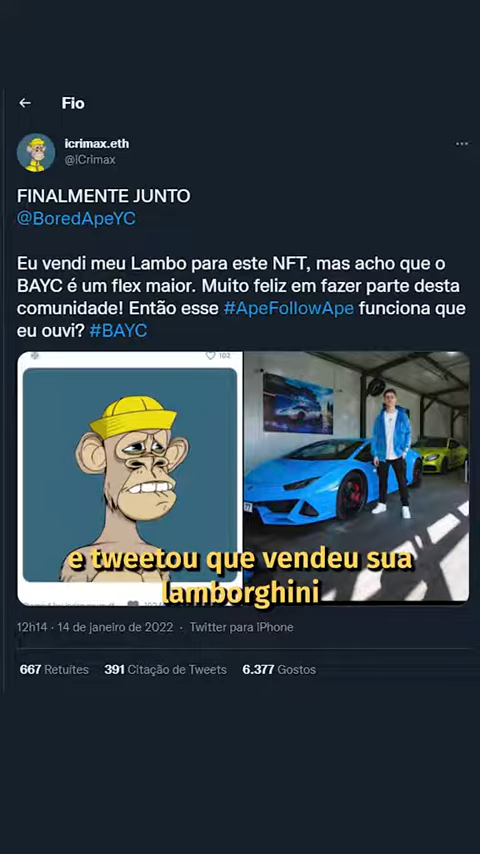 Fio
icrimax.eth
@iCrimax
FINALMENTE JUNTO
@BoredApeYC
Eu vendi meu Lambo para este NFT, mas acho que o
BAYC é um flex maior. Muito feliz em fazer parte desta
comunidade! Então esse #ApeFollowApe funciona que
eu ouvi? #BAYC
102
e tweetou que vendeu sua
lamborghini
12h14 · 14 de janeiro de 2022 · Twitter para iPhone
667 Retuítes 391 Citação de Tweets 6.377 Gostos